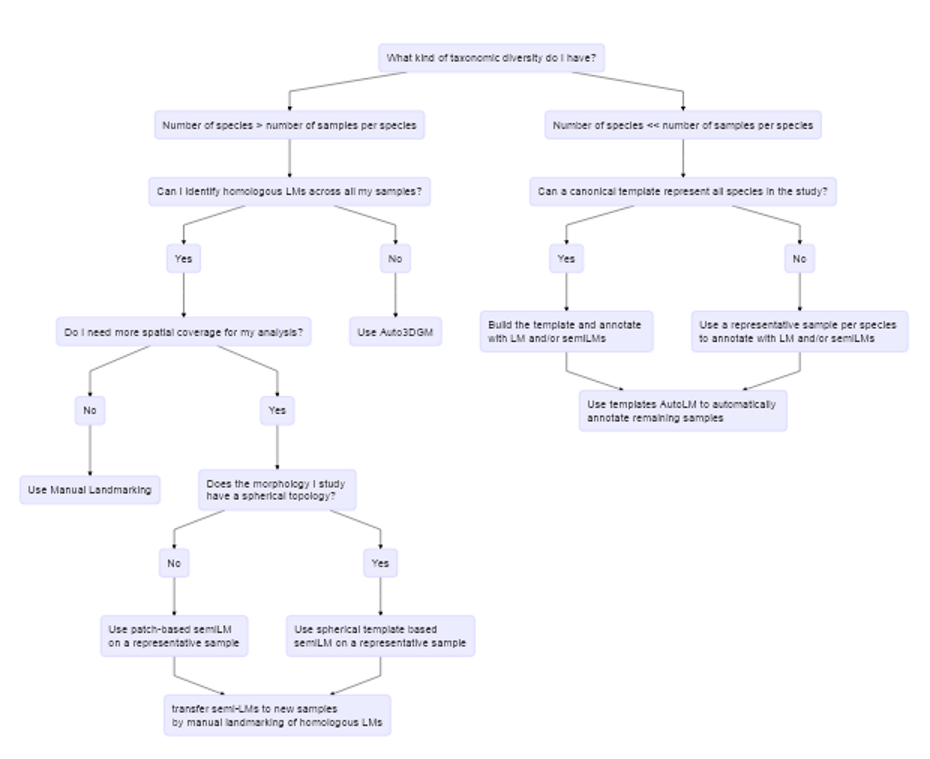 What kind of taxonomic diversity do I have?
Number of species > number of samples per species
Number of species << number of samples per species
Can I identify homologous LMs across all my samples?
Can a canonical template represent all species in the study?
Yes
No
Yes
No
Do I need more spatial coverage for my analysis?
Use Auto3DGM
Build the template and annotate
with LM and/or semiLMs
Use a representative sample per species
to annotate with LM and/or semiLMs
No
Yes
Use templates AutoLM to automatically
annotate remaining samples
Use Manual Landmarking
Does the morphology I study
have a spherical topology?
No
Yes
Use patch-based semiLM
on a representative sample
Use spherical template based
semiLM on a representative sample
transfer semi-LMs to new samples
by manual landmarking of homologous LMs